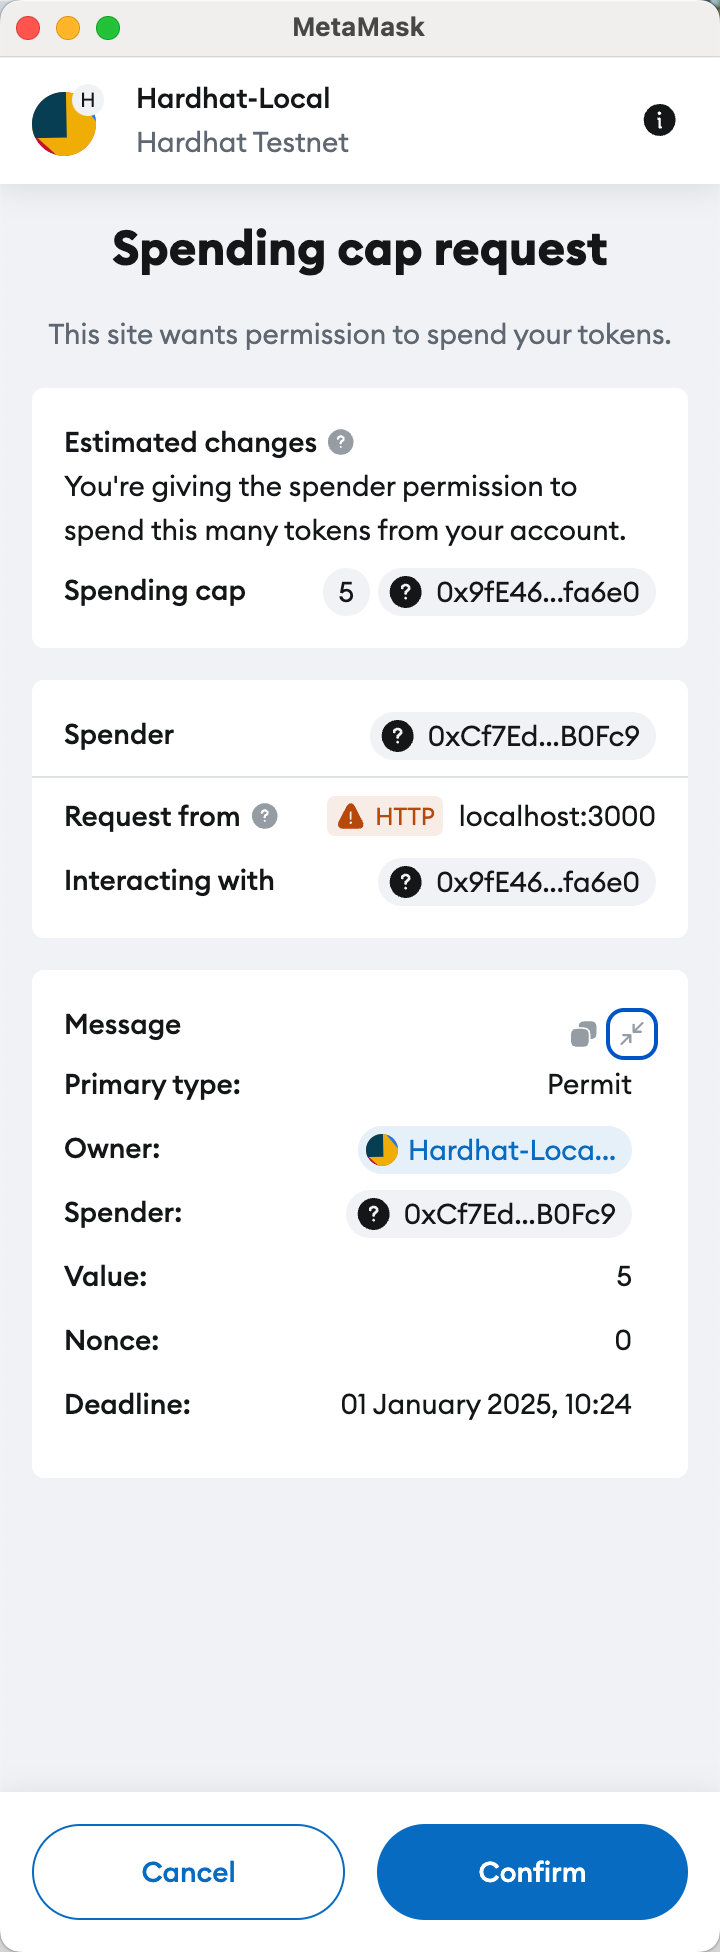 MetaMask
H
Hardhat-Local
Hardhat Testnet
Spending cap request
This site wants permission to spend your tokens.
Estimated changes
You're giving the spender permission to
spend this many tokens from your account.
Spending cap 5 0x9fE46...fa6e0
Spender 0xCf7Ed...B0Fc9
Request from HTTP localhost:3000
Interacting with 0x9fE46...fa6e0
Message
Primary type: Permit
Owner: Hardhat-Loca...
Spender: 0xCf7Ed...B0Fc9
Value: 5
Nonce: 0
Deadline: 01 January 2025, 10:24
Cancel Confirm